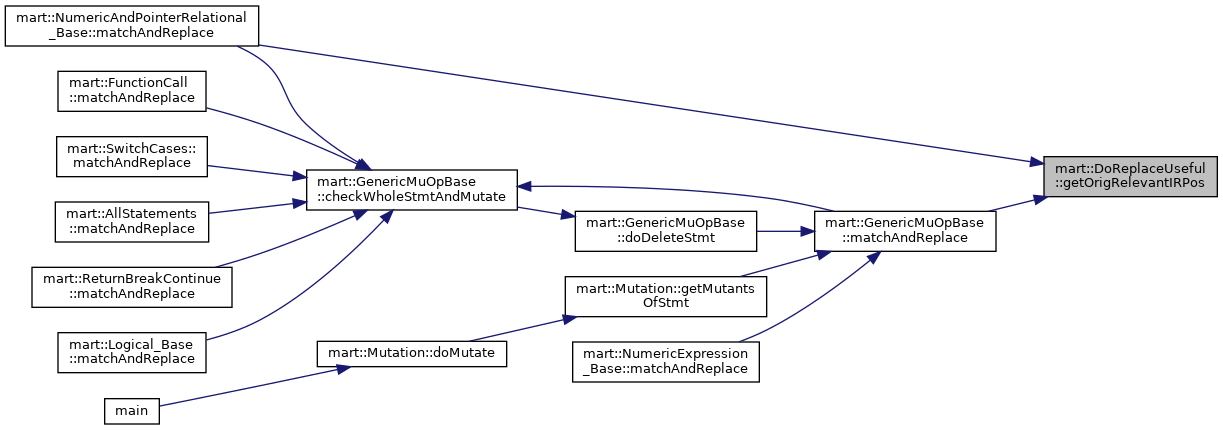 mart::NumericAndPointerRelational
_Base::matchAndReplace
mart::FunctionCall
::matchAndReplace
mart::SwitchCases::
matchAndReplace
mart::AllStatements
::matchAndReplace
mart::ReturnBreakContinue
::matchAndReplace
mart::Logical_Base
::matchAndReplace
main
mart::GenericMuOpBase
::checkWholeStmtAndMutate
mart::Mutation::doMutate
mart::GenericMuOpBase
::doDeleteStmt
mart::Mutation::getMutants
OfStmt
mart::NumericExpression
_Base::matchAndReplace
mart::GenericMuOpBase
::matchAndReplace
mart::DoReplaceUseful
::getOrigRelevantIRPos